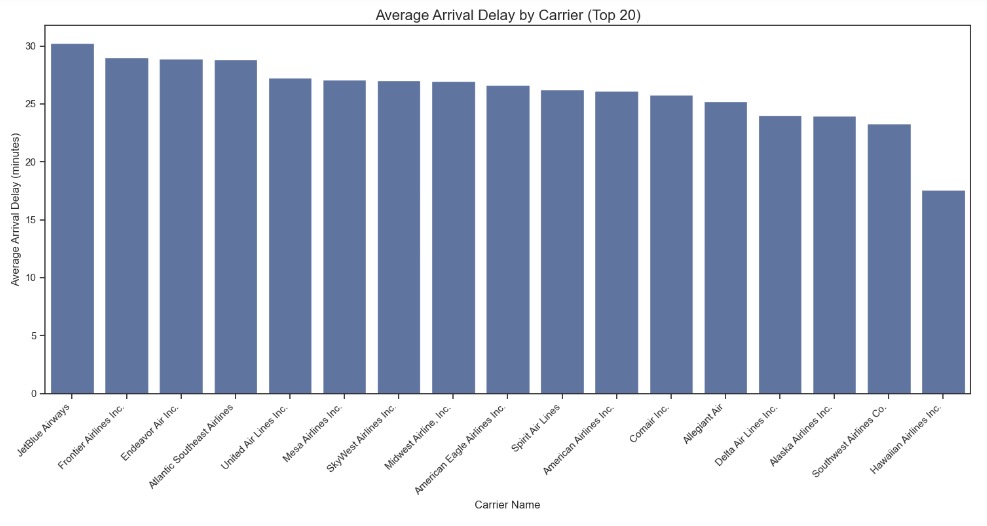 Average Arrival Delay by Carrier (Top 20)
Average Arrival Delay (minutes)
30
25
20
15
10
5
0
JetBlue Airways
Frontier Airlines Inc.
Endeavor Air Inc.
Atlantic Southeast Airlines
United Air Lines Inc.
Mesa Airlines Inc.
SkyWest Airlines Inc.
Midwest Airline, Inc.
American Eagle Airlines Inc.
Spirit Air Lines
American Airlines Inc.
Comair Inc.
Allegiant Air
Delta Air Lines Inc.
Alaska Airlines Inc.
Southwest Airlines Co.
Hawaiian Airlines Inc.
Carrier Name